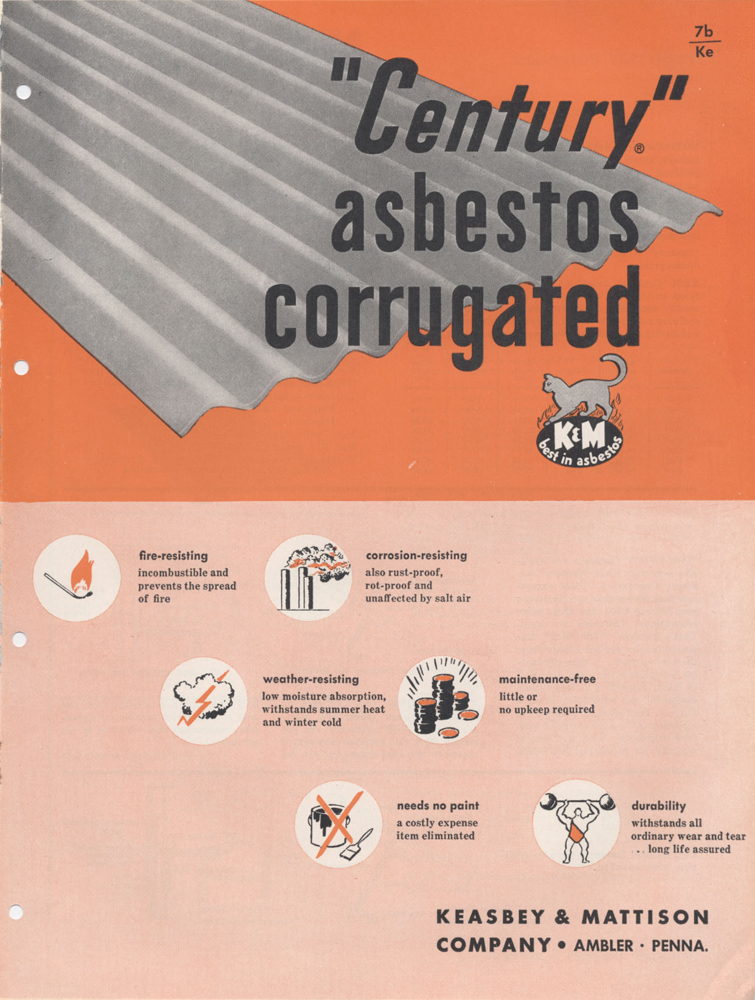 7b
Ke
"Century"®
asbestos
corrugated
K&M
best in asbestos
fire-resisting
incombustible and
prevents the spread
of fire
corrosion-resisting
also rust-proof,
rot-proof and
unaffected by salt air
weather-resisting
low moisture absorption,
withstands summer heat
and winter cold
maintenance-free
little or
no upkeep required
needs no paint
a costly expense
item eliminated
durability
withstands all
ordinary wear and tear
... long life assured
KEASBEY & MATTISON
COMPANY • AMBLER · PENNA.